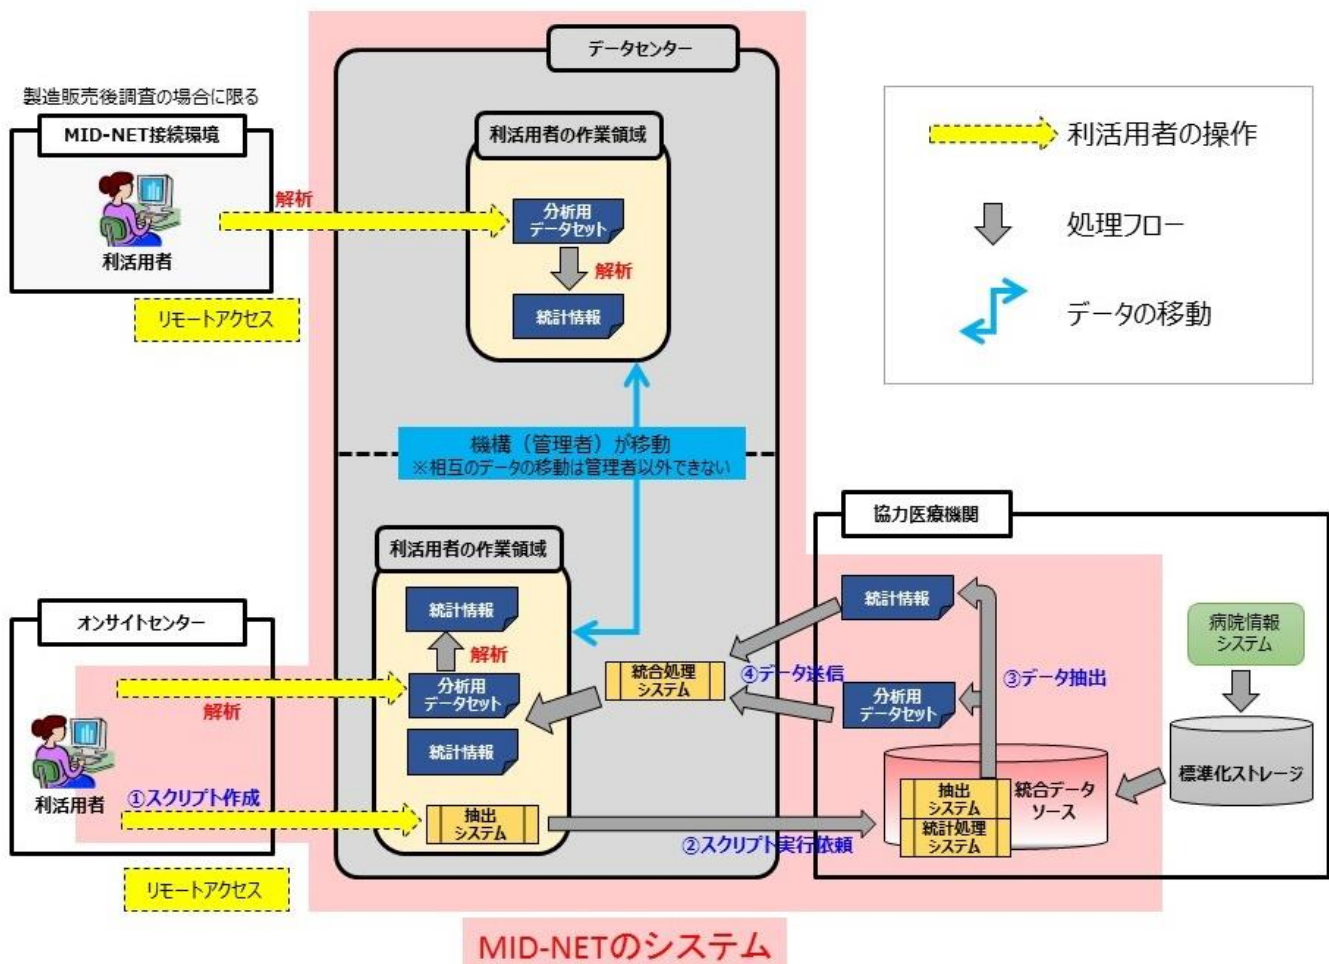 データセンター
製造販売後調査の場合に限る
MID-NET接続環境
利活用者
解析
リモートアクセス
利活用者の作業領域
分析用
データセット
解析
統計情報
利活用者の操作
処理フロー
データの移動
機構（管理者）が移動
※相互のデータの移動は管理者以外できない
協力医療機関
利活用者の作業領域
統計情報
解析
分析用
データセット
統計情報
抽出
システム
オンサイトセンター
解析
利活用者
①スクリプト作成
リモートアクセス
統合処理
システム
④データ送信
②スクリプト実行依頼
統計情報
分析用
データセット
③データ抽出
抽出
システム
統計処理
システム
統合データ
ソース
病院情報
システム
標準化ストレージ
MID-NETのシステム